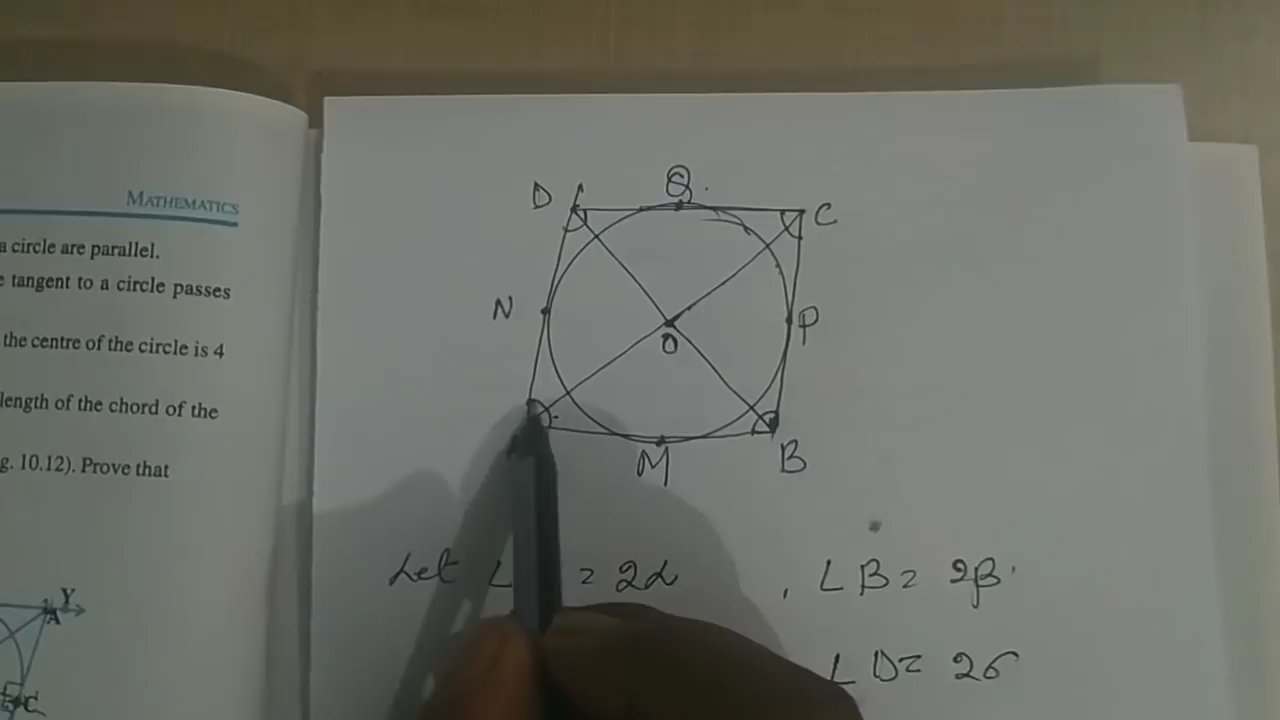 MATHEMATICS
a circle are parallel.
tangent to a circle passes
the centre of the circle is 4
length of the chord of the
g. 10.12). Prove that
Y
A
C
D Q. C
N O P
M B
Let ∠ = 2α , ∠B = 2β
∠D = 2δ